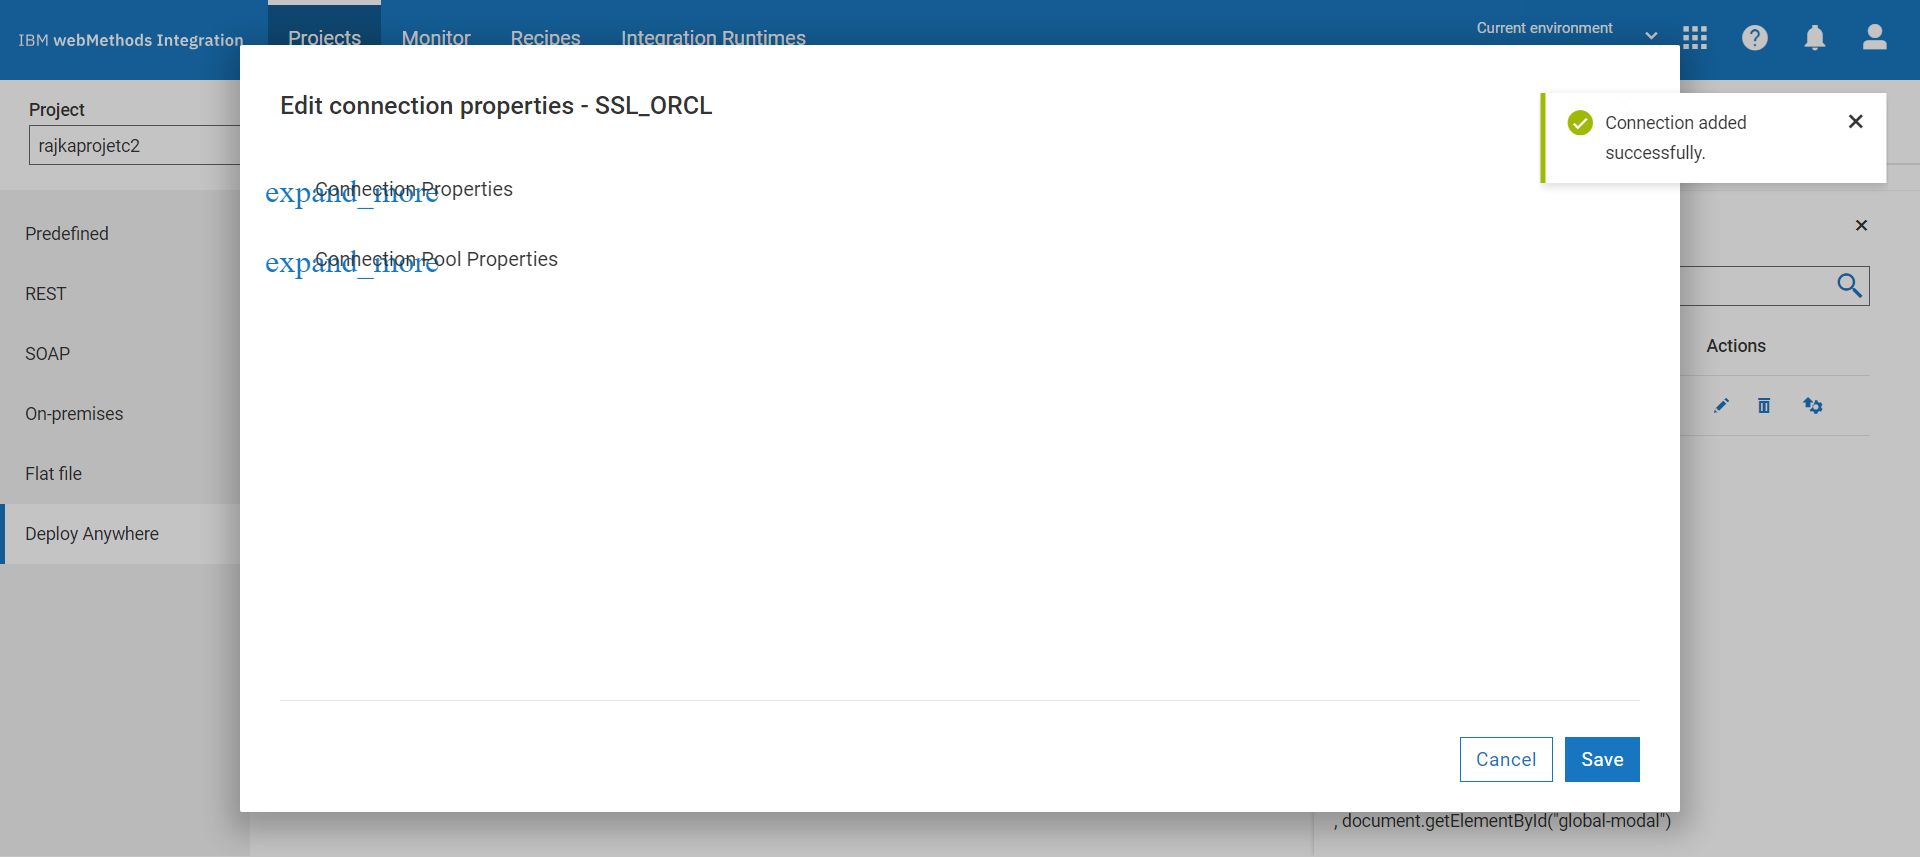 IBM webMethods Integration
Projects
Monitor
Recipes
Integration Runtimes
Current environment
Project
rajkaprojetc2
Edit connection properties - SSL_ORCL
Connection added
successfully.
expand_more
Connection Properties
expand_more
Connection Pool Properties
Predefined
REST
SOAP
On-premises
Flat file
Deploy Anywhere
Actions
Cancel
Save
, document.getElementById("global-modal")